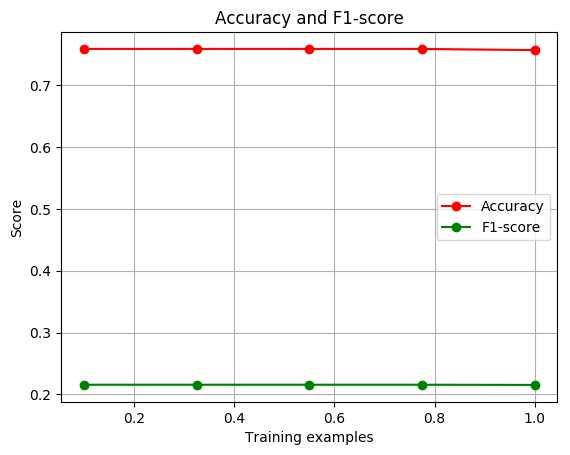 Accuracy and F1-score
0.7
0.6
0.5
0.4
0.3
0.2
Score
Accuracy
F1-score
0.2 0.4 0.6 0.8 1.0
Training examples